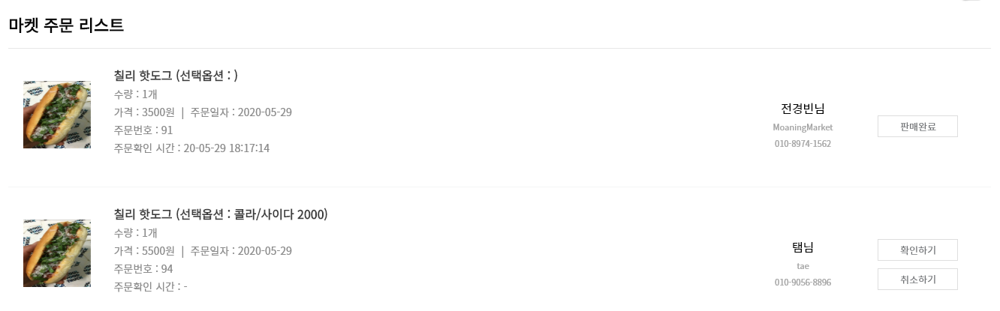 마켓 주문 리스트
칠리 핫도그 (선택옵션 : )
수량 : 1개
가격 : 3500원 | 주문일자 : 2020-05-29
주문번호 : 91
주문확인 시간 : 20-05-29 18:17:14
전경빈님
MoaningMarket
010-8974-1562
판매완료
칠리 핫도그 (선택옵션 : 콜라/사이다 2000)
수량 : 1개
가격 : 5500원 | 주문일자 : 2020-05-29
주문번호 : 94
주문확인 시간 : -
탬님
tae
010-9056-8896
확인하기
취소하기